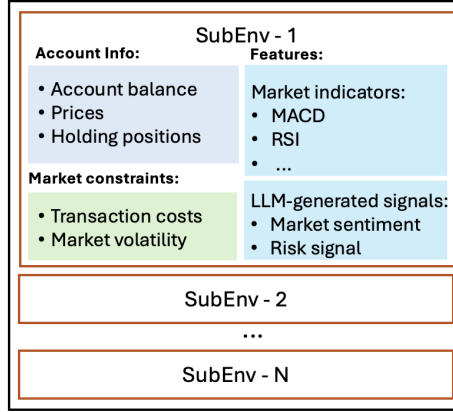 SubEnv - 1
Account Info:
• Account balance
• Prices
• Holding positions
Market constraints:
• Transaction costs
• Market volatility
Features:
Market indicators:
• MACD
• RSI
• ...
LLM-generated signals:
• Market sentiment
• Risk signal
SubEnv - 2
...
SubEnv - N